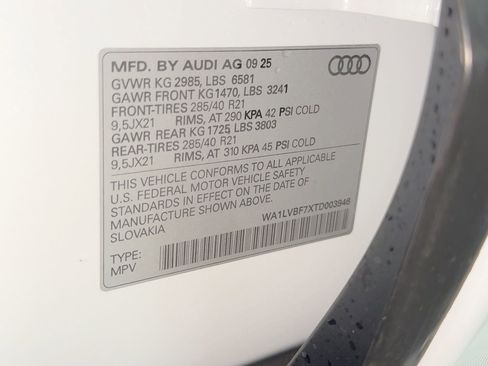 MFD. BY AUDI AG 09 25
GVWR KG 2985, LBS 6581
GAWR FRONT KG 1470, LBS 3241
FRONT-TIRES 285/40 R21
9,5JX21 RIMS, AT 290 KPA 42 PSI COLD
GAWR REAR KG 1725, LBS 3803
REAR-TIRES 285/40 R21
9,5JX21 RIMS, AT 310 KPA 45 PSI COLD
THIS VEHICLE CONFORMS TO ALL APPLICABLE
U.S. FEDERAL MOTOR VEHICLE SAFETY
STANDARDS IN EFFECT ON THE DATE OF
MANUFACTURE SHOWN ABOVE.
SLOVAKIA
WA1LVBF7XTD003946
TYPE:
MPV